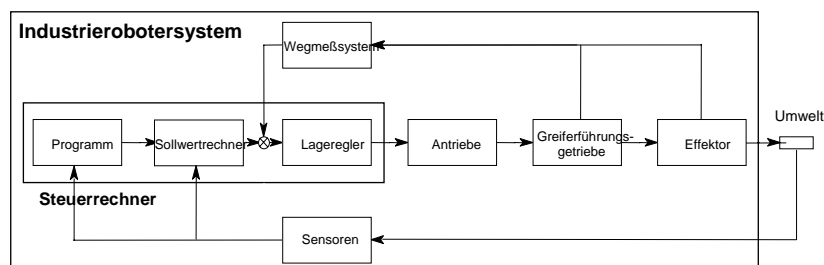 Industrierobotersystem
Wegmeßsystem
Umwelt
Programm
Sollwertrechner
Lageregler
Antriebe
Greiferführungs-
getriebe
Effektor
Steuerrechner
Sensoren